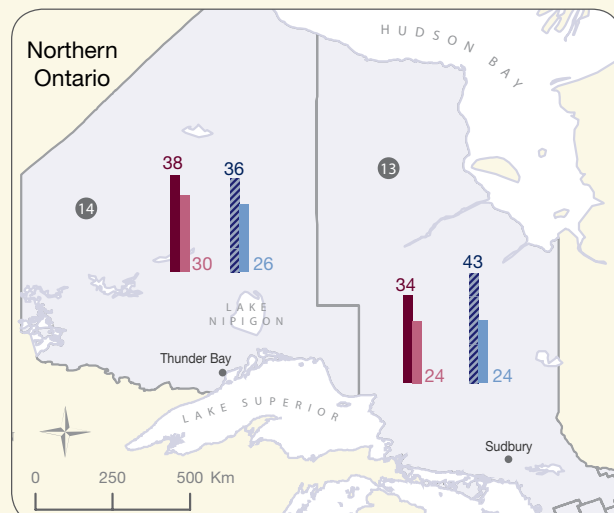 Northern
Ontario
HUDSON BAY
13
14
38
30
36
26
34
24
43
24
LAKE
NIPIGON
Thunder Bay
LAKE SUPERIOR
Sudbury
0 250 500 Km